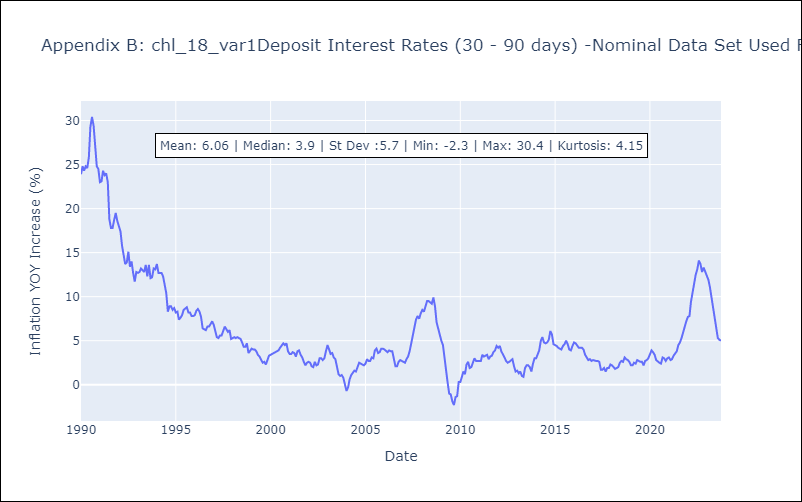 Appendix B: chl_18_var1Deposit Interest Rates (30 - 90 days) -Nominal Data Set Used
30
Mean: 6.06 | Median: 3.9 | St Dev :5.7 | Min: -2.3 | Max: 30.4 | Kurtosis: 4.15
25
20
15
10
5
0
Inflation YOY Increase (%)
1990 1995 2000 2005 2010 2015 2020
Date